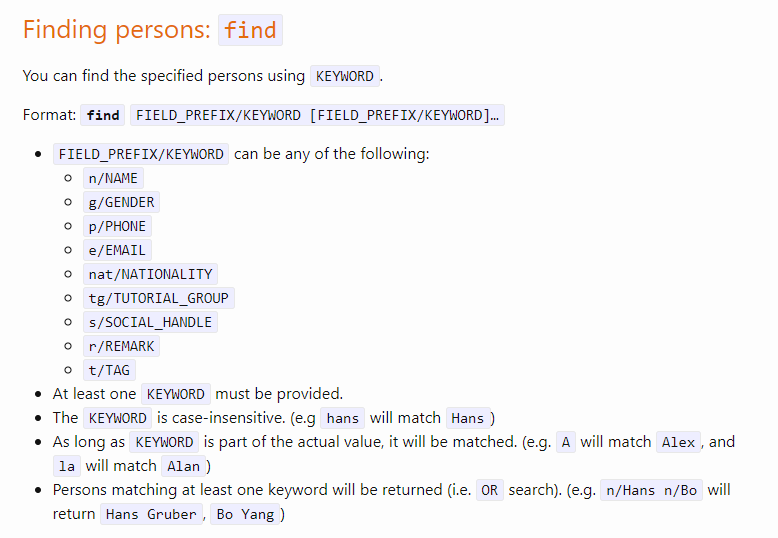 Finding persons: find
You can find the specified persons using KEYWORD.
Format: find FIELD_PREFIX/KEYWORD [FIELD_PREFIX/KEYWORD]…
• FIELD_PREFIX/KEYWORD can be any of the following:
◦ n/NAME
◦ g/GENDER
◦ p/PHONE
◦ e/EMAIL
◦ nat/NATIONALITY
◦ tg/TUTORIAL_GROUP
◦ s/SOCIAL_HANDLE
◦ r/REMARK
◦ t/TAG
• At least one KEYWORD must be provided.
• The KEYWORD is case-insensitive. (e.g hans will match Hans)
• As long as KEYWORD is part of the actual value, it will be matched. (e.g. A will match Alex, and
la will match Alan)
• Persons matching at least one keyword will be returned (i.e. OR search). (e.g. n/Hans n/Bo will
return Hans Gruber, Bo Yang)